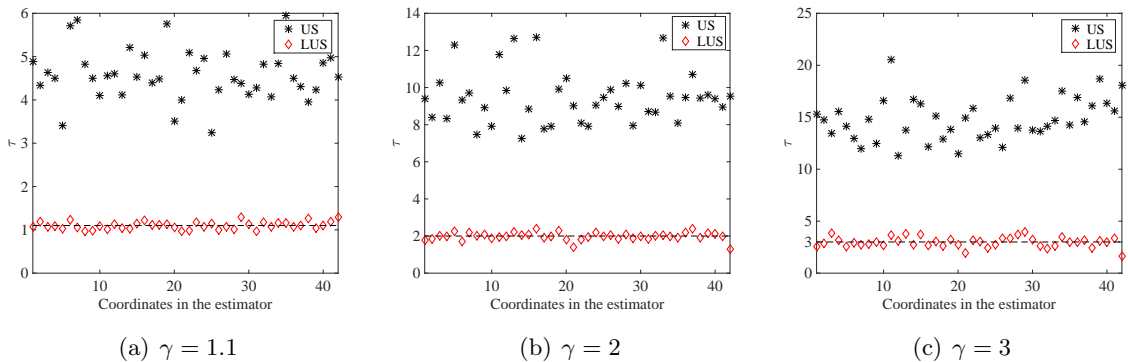 US
LUS
τ
6
5
4
3
2
1
0
10
20
30
40
Coordinates in the estimator
(a) γ = 1.1
US
LUS
τ
14
12
10
8
6
4
2
0
10
20
30
40
Coordinates in the estimator
(b) γ = 2
US
LUS
τ
25
20
15
10
5
3
0
10
20
30
40
Coordinates in the estimator
(c) γ = 3